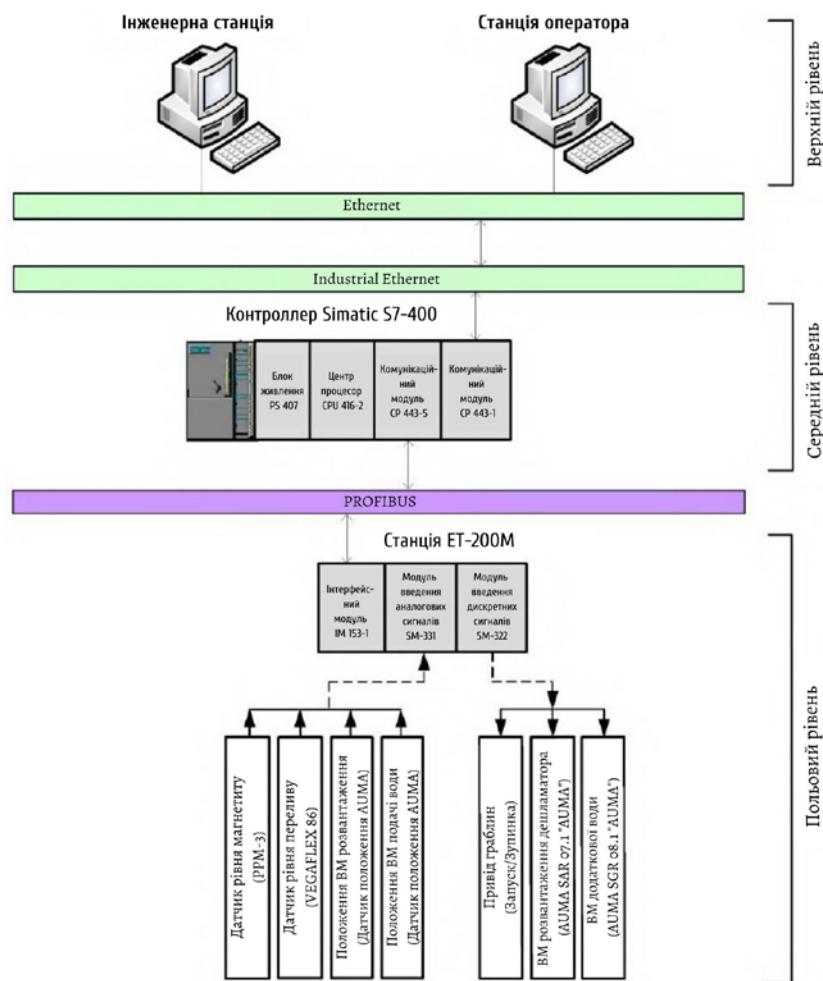 Інженерна станція
Станція оператора
Верхній рівень
Ethernet
Industrial Ethernet
Контроллер Simatic S7-400
Блок
живлення
PS 407
Центр
процесор
CPU 416-2
Комунікацій-
ний
модуль
CP 443-5
Комунікацій-
ний
модуль
CP 443-1
Середній рівень
PROFIBUS
Станція ET-200M
Інтерфейс-
ний
модуль
IM 153-1
Модуль
введення
аналогових
сигналів
SM-331
Модуль
введення
дискретних
сигналів
SM-322
Польовий рівень
Датчик рівня магнетиту
(PPM-3)
Датчик рівня переливу
(VEGAFLEX 86)
Положення ВМ розвантаження
(Датчик положення AUMA)
Положення ВМ подачі води
(Датчик положення AUMA)
Привід граблин
(Запуск/Зупинка)
ВМ розвантаження дешламатора
(AUMA SAR 07.1 "AUMA")
ВМ додаткової води
(AUMA SGR 08.1 "AUMA")